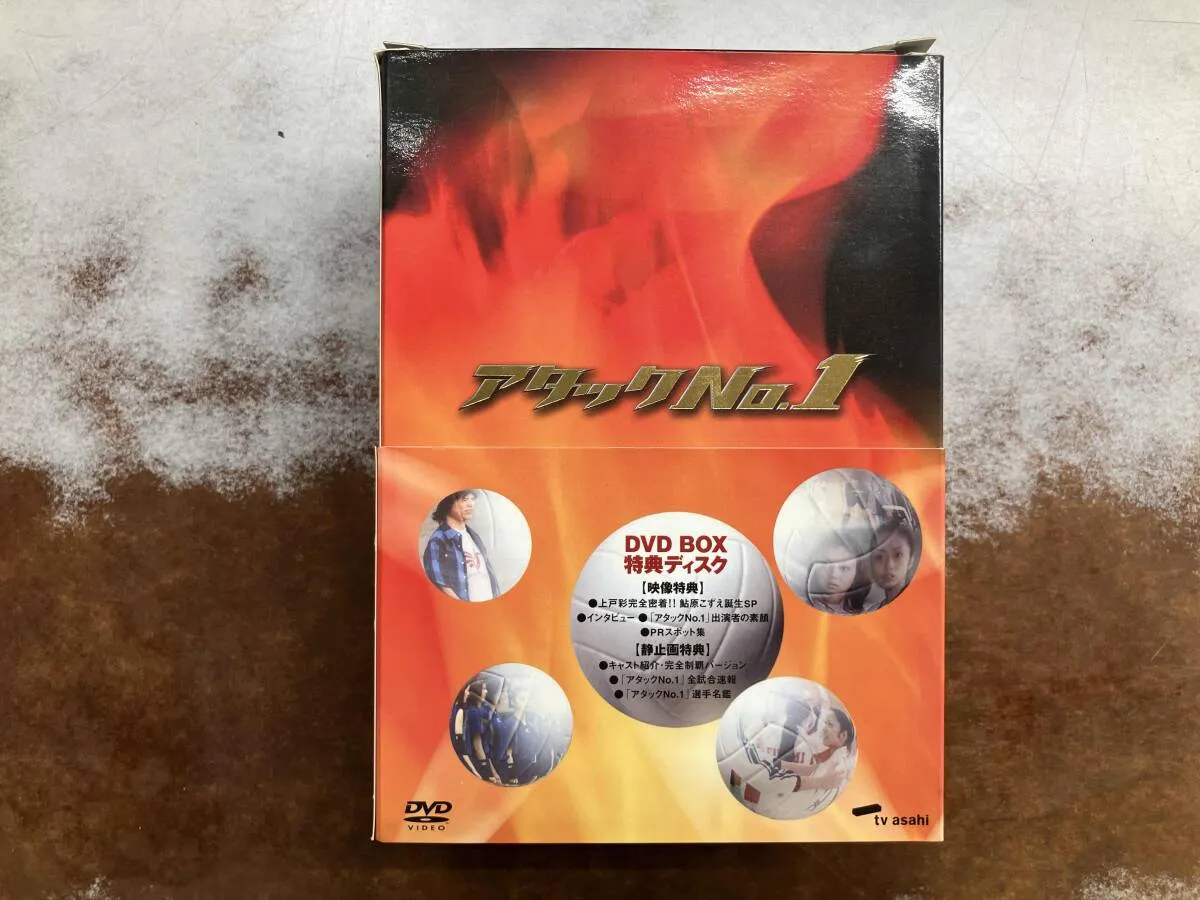 アタックNo.1
DVD BOX
特典ディスク
【映像特典】
●上戸彩完全密着!! 鮎原こずえ誕生SP
●インタビュー ●「アタックNo.1」出演者の素顔
●PRスポット集
【静止画特典】
●キャスト紹介・完全制覇バージョン
●「アタックNo.1」全試合速報
●「アタックNo.1」選手名鑑
DVD
VIDEO
tv asahi